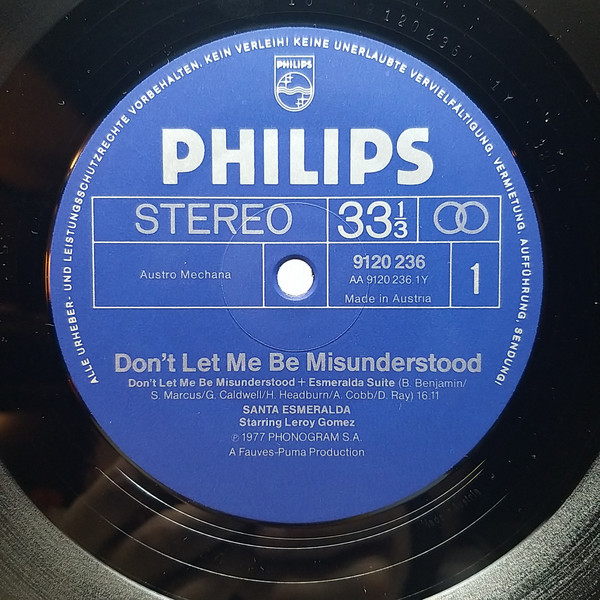 ALLE URHEBER- UND LEISTUNGSSCHUTZRECHTE VORBEHALTEN. KEIN VERLEIH! KEINE UNERLAUBTE VERVIELFÄLTIGUNG, VERMIETUNG, AUFFÜHRUNG, SENDUNG!
PHILIPS
PHILIPS
STEREO 33 1/3
Austro Mechana
9120 236
AA 9120 236.1Y
Made in Austria
1
Don't Let Me Be Misunderstood
Don't Let Me Be Misunderstood + Esmeralda Suite (B. Benjamin/
S. Marcus/G. Caldwell/H. Headburn/A. Cobb/D. Ray) 16:11
SANTA ESMERALDA
Starring Leroy Gomez
℗ 1977 PHONOGRAM S.A.
A Fauves-Puma Production